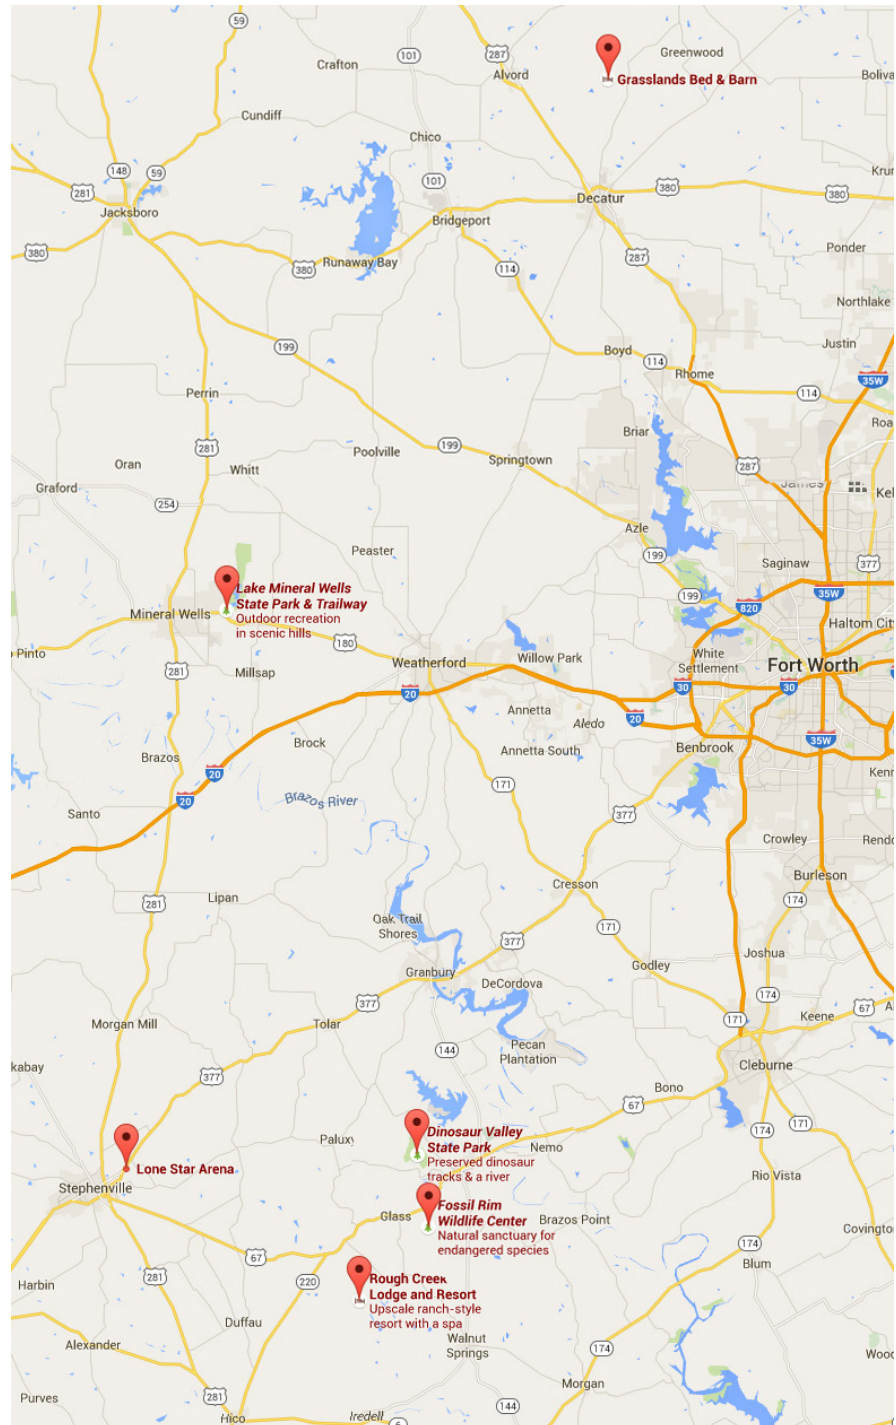 59
Greenwood
287
Crafton
101
Alvord
Grasslands Bed & Barn
Boliva
Cundiff
Chico
148
59
101
Krum
281
380
Decatur
380
Jacksboro
Bridgeport
Ponder
380
Runaway Bay
380
114
287
Northlake
199
Boyd
114
Justin
Rhome
35W
Perrin
114
Roa
281
Poolville
199
Briar
Oran
Whitt
Springtown
287
Graford
254
James
Kel
Azle
Peaster
199
Saginaw
377
Lake Mineral Wells
State Park & Trailway
Outdoor recreation
in scenic hills
199
820
35W
Mineral Wells
Haltom City
180
o Pinto
281
Millsap
Weatherford
Willow Park
White
Settlement
Fort Worth
20
30
30
Annetta
Aledo
20
Brock
Annetta South
Benbrook
35W
Brazos
20
Kenn
20
Brazos River
171
377
Santo
Crowley
Rendo
Cresson
Burleson
281
Lipan
174
Oak Trail
Shores
377
171
Joshua
Granbury
Godley
DeCordova
174
377
Morgan Mill
Tolar
171
Keene
67
Al
kabay
144
Pecan
Plantation
Cleburne
377
Bono
67
Paluxy
Dinosaur Valley
State Park
Preserved dinosaur
tracks & a river
Nemo
174
171
Lone Star Arena
Stephenville
Rio Vista
Glass
Fossil Rim
Wildlife Center
Natural sanctuary for
endangered species
Brazos Point
Covington
67
174
Blum
Harbin
281
220
Rough Creek
Lodge and Resort
Upscale ranch-style
resort with a spa
Duffau
Alexander
Walnut
Springs
174
Wood
Morgan
Purves
281
144
Hico
Iredell
6